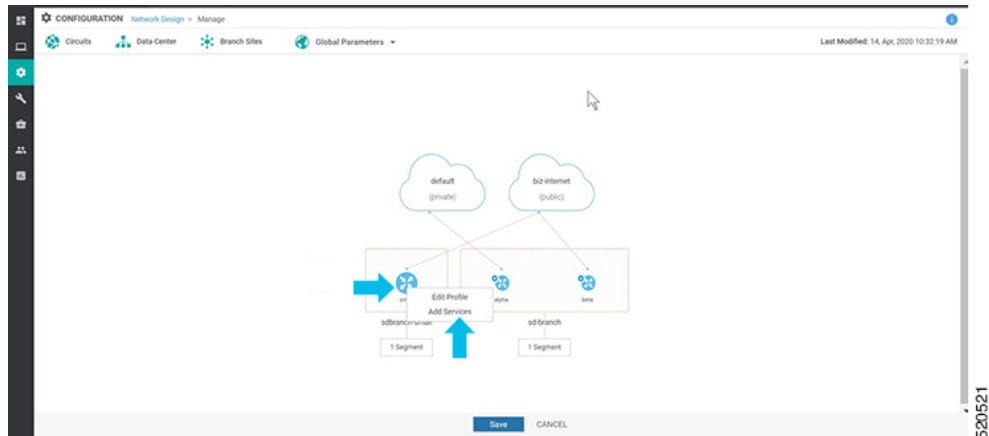 CONFIGURATION Network Design > Manage
Circuits Data Center Branch Sites Global Parameters Last Modified: 14, Apr, 2020 10:32:19 AM
default biz-internet
(private) (public)
Edit Profile
alpha beta
Add Services
sd-branch
1 Segment 1 Segment
Save CANCEL
520521